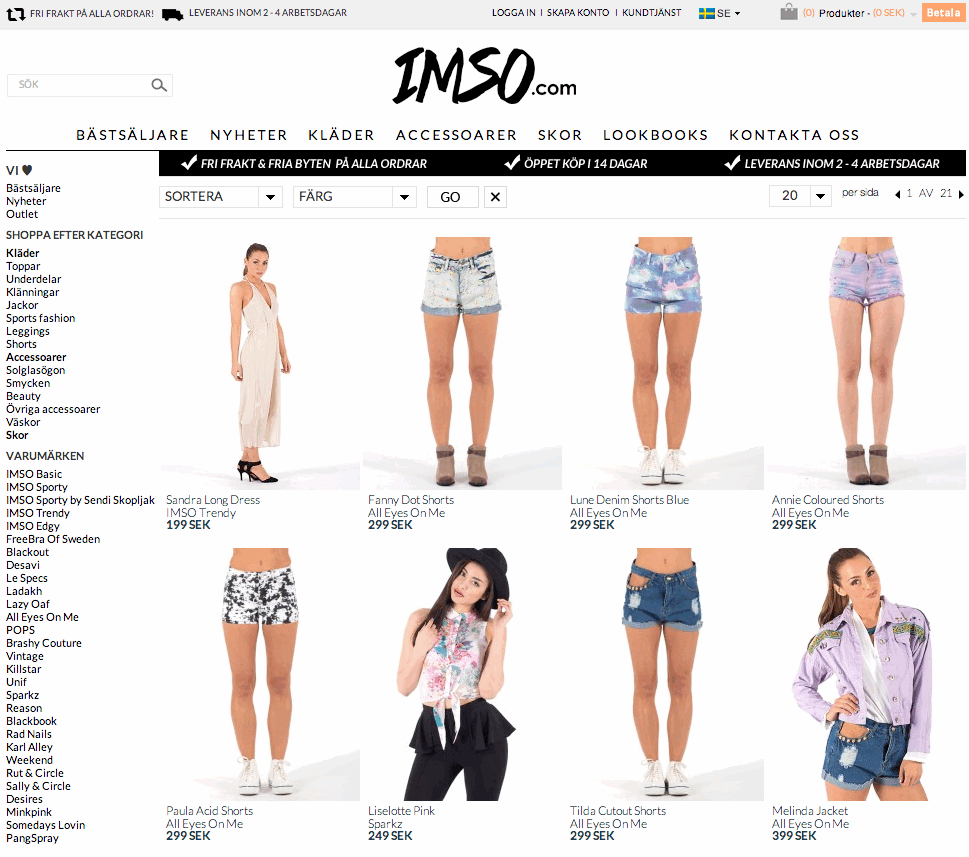 FRI FRAKT PÅ ALLA ORDRAR!
LEVERANS INOM 2 - 4 ARBETSDAGAR
LOGGA IN | SKAPA KONTO | KUNDTJÄNST
SE
(0) Produkter - (0 SEK)
Betala
SÖK
IMSO.com
BÄSTSÄLJARE NYHETER KLÄDER ACCESSOARER SKOR LOOKBOOKS KONTAKTA OSS
FRI FRAKT & FRIA BYTEN PÅ ALLA ORDRAR
ÖPPET KÖP I 14 DAGAR
LEVERANS INOM 2 - 4 ARBETSDAGAR
VI
Bästsäljare
Nyheter
Outlet
SHOPPA EFTER KATEGORI
Kläder
Toppar
Underdelar
Klänningar
Jackor
Sports fashion
Leggings
Shorts
Accessoarer
Solglasögon
Smycken
Beauty
Övriga accessoarer
Väskor
Skor
VARUMÄRKEN
IMSO Basic
IMSO Sporty
IMSO Sporty by Sendi Skopljak
IMSO Trendy
IMSO Edgy
FreeBra Of Sweden
Blackout
Desavi
Le Specs
Ladakh
Lazy Oaf
All Eyes On Me
POPS
Brashy Couture
Vintage
Killstar
Unif
Sparkz
Reason
Blackbook
Rad Nails
Karl Alley
Weekend
Rut & Circle
Sally & Circle
Desires
Minkpink
Somedays Lovin
PangSpray
SORTERA
FÄRG
GO
20
per sida
1 AV 21
Sandra Long Dress
IMSO Trendy
199 SEK
Fanny Dot Shorts
All Eyes On Me
299 SEK
Lune Denim Shorts Blue
All Eyes On Me
299 SEK
Annie Coloured Shorts
All Eyes On Me
299 SEK
Paula Acid Shorts
All Eyes On Me
299 SEK
Liselotte Pink
Sparkz
249 SEK
Tilda Cutout Shorts
All Eyes On Me
299 SEK
Melinda Jacket
All Eyes On Me
399 SEK